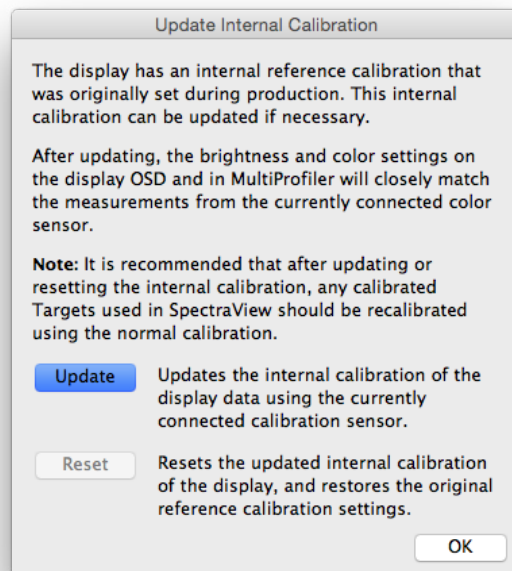 Update Internal Calibration
The display has an internal reference calibration that
was originally set during production. This internal
calibration can be updated if necessary.
After updating, the brightness and color settings on
the display OSD and in MultiProfiler will closely match
the measurements from the currently connected color
sensor.
Note: It is recommended that after updating or
resetting the internal calibration, any calibrated
Targets used in SpectraView should be recalibrated
using the normal calibration.
Update
Updates the internal calibration of the
display data using the currently
connected calibration sensor.
Reset
Resets the updated internal calibration
of the display, and restores the original
reference calibration settings.
OK